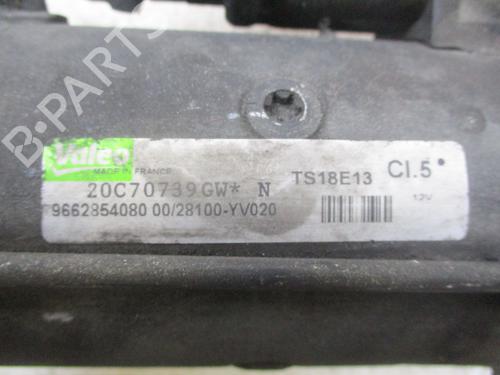 B-PARTS
Valeo
MADE IN FRANCE
20C70739GW* N
TS18E13 Cl.5
12V
9662854080 00/28100-YV020